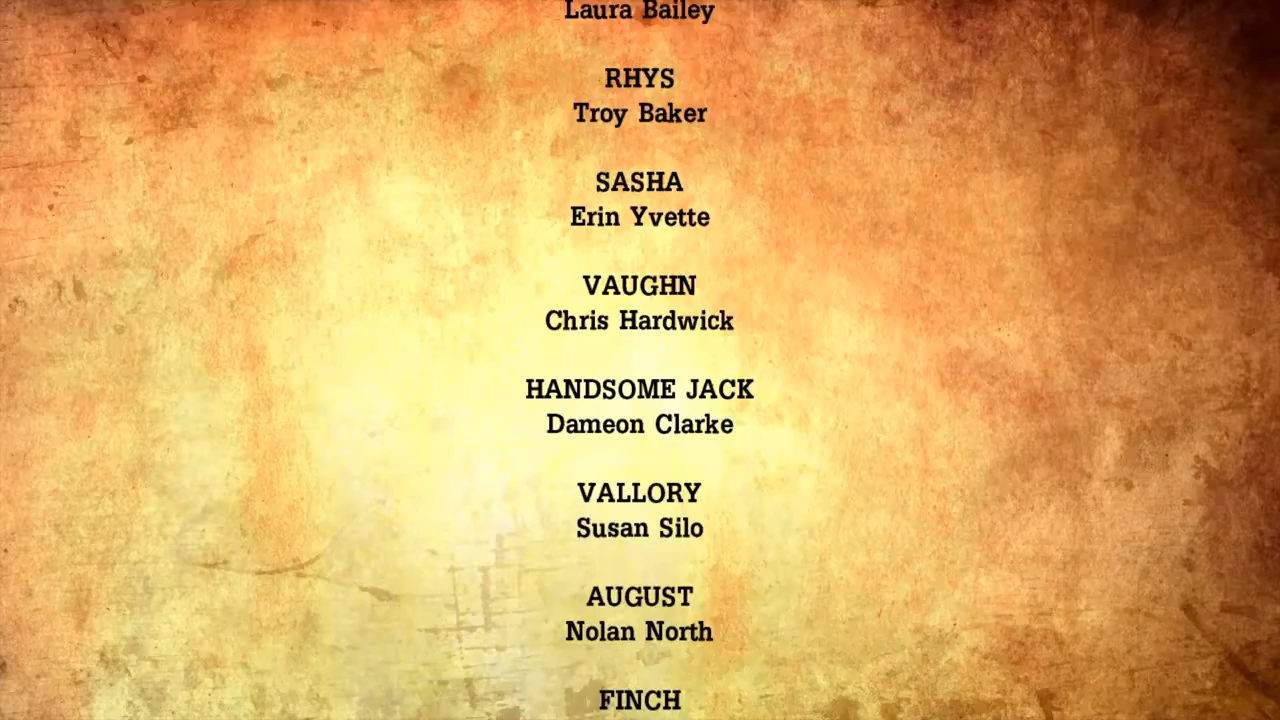 Laura Bailey
RHYS
Troy Baker
SASHA
Erin Yvette
VAUGHN
Chris Hardwick
HANDSOME JACK
Dameon Clarke
VALLORY
Susan Silo
AUGUST
Nolan North
FINCH